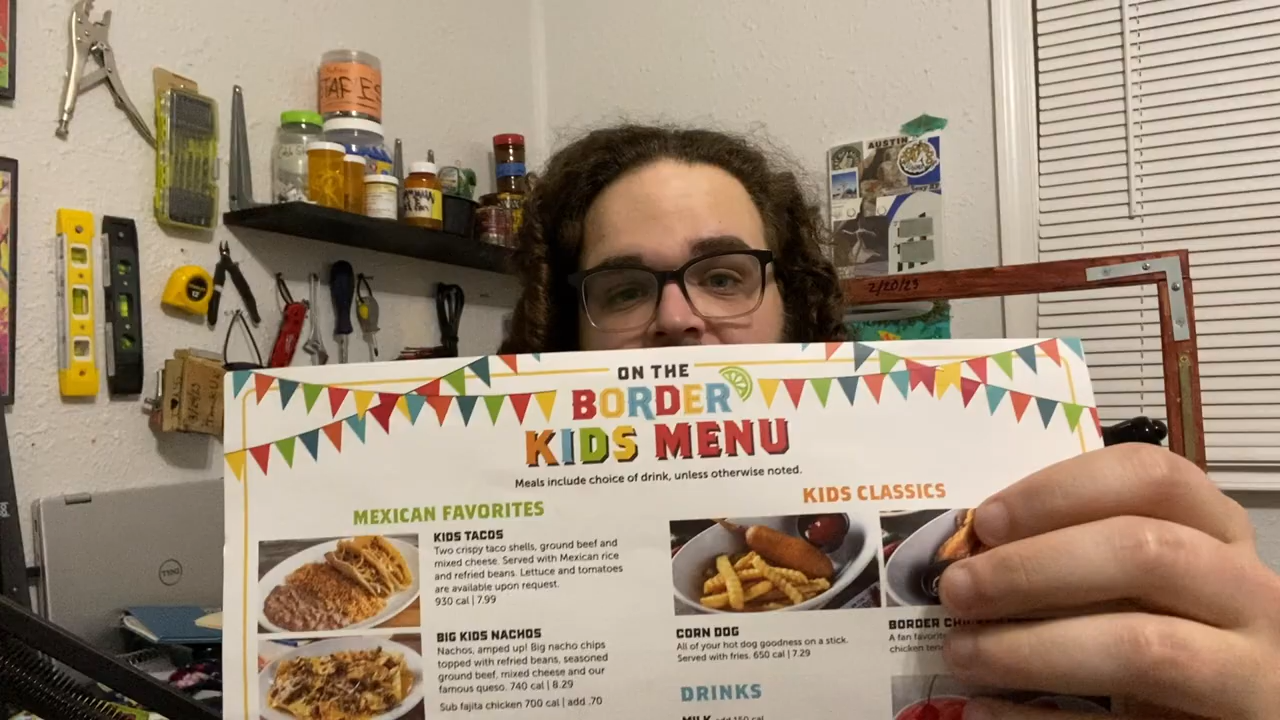 STAPLES
AUSTIN
2/20/23
DELL
ON THE
BORDER
KIDS MENU
Meals include choice of drink, unless otherwise noted.
MEXICAN FAVORITES
KIDS TACOS
Two crispy taco shells, ground beef and
mixed cheese. Served with Mexican rice
and refried beans. Lettuce and tomatoes
are available upon request.
930 cal | 7.99
BIG KIDS NACHOS
Nachos, amped up! Big nacho chips
topped with refried beans, seasoned
ground beef, mixed cheese and our
famous queso. 740 cal | 8.29
Sub fajita chicken 700 cal | add .70
KIDS CLASSICS
CORN DOG
All of your hot dog goodness on a stick.
Served with fries. 650 cal | 7.29
BORDER
A fan favorite
chicken
DRINKS
MILK add 150 cal